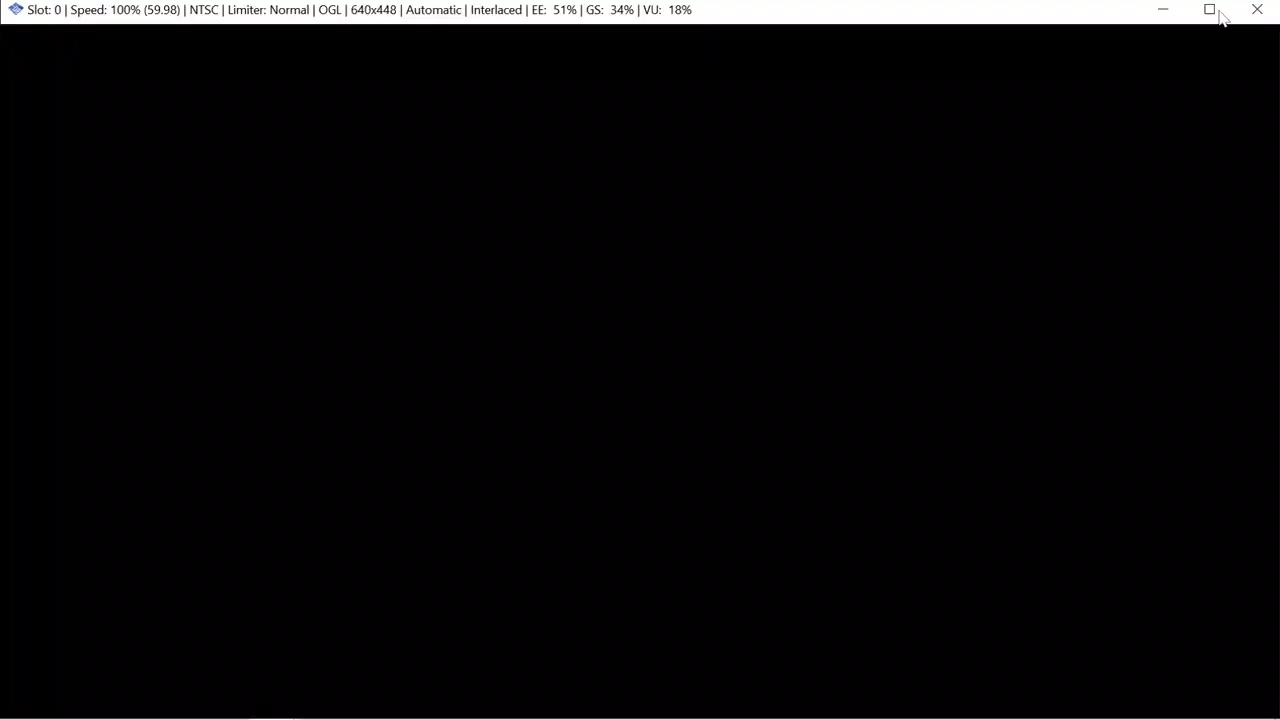 Slot: 0 | Speed: 100% (59.98) | NTSC | Limiter: Normal | OGL | 640x448 | Automatic | Interlaced | EE:  51% | GS:  34% | VU:  18%